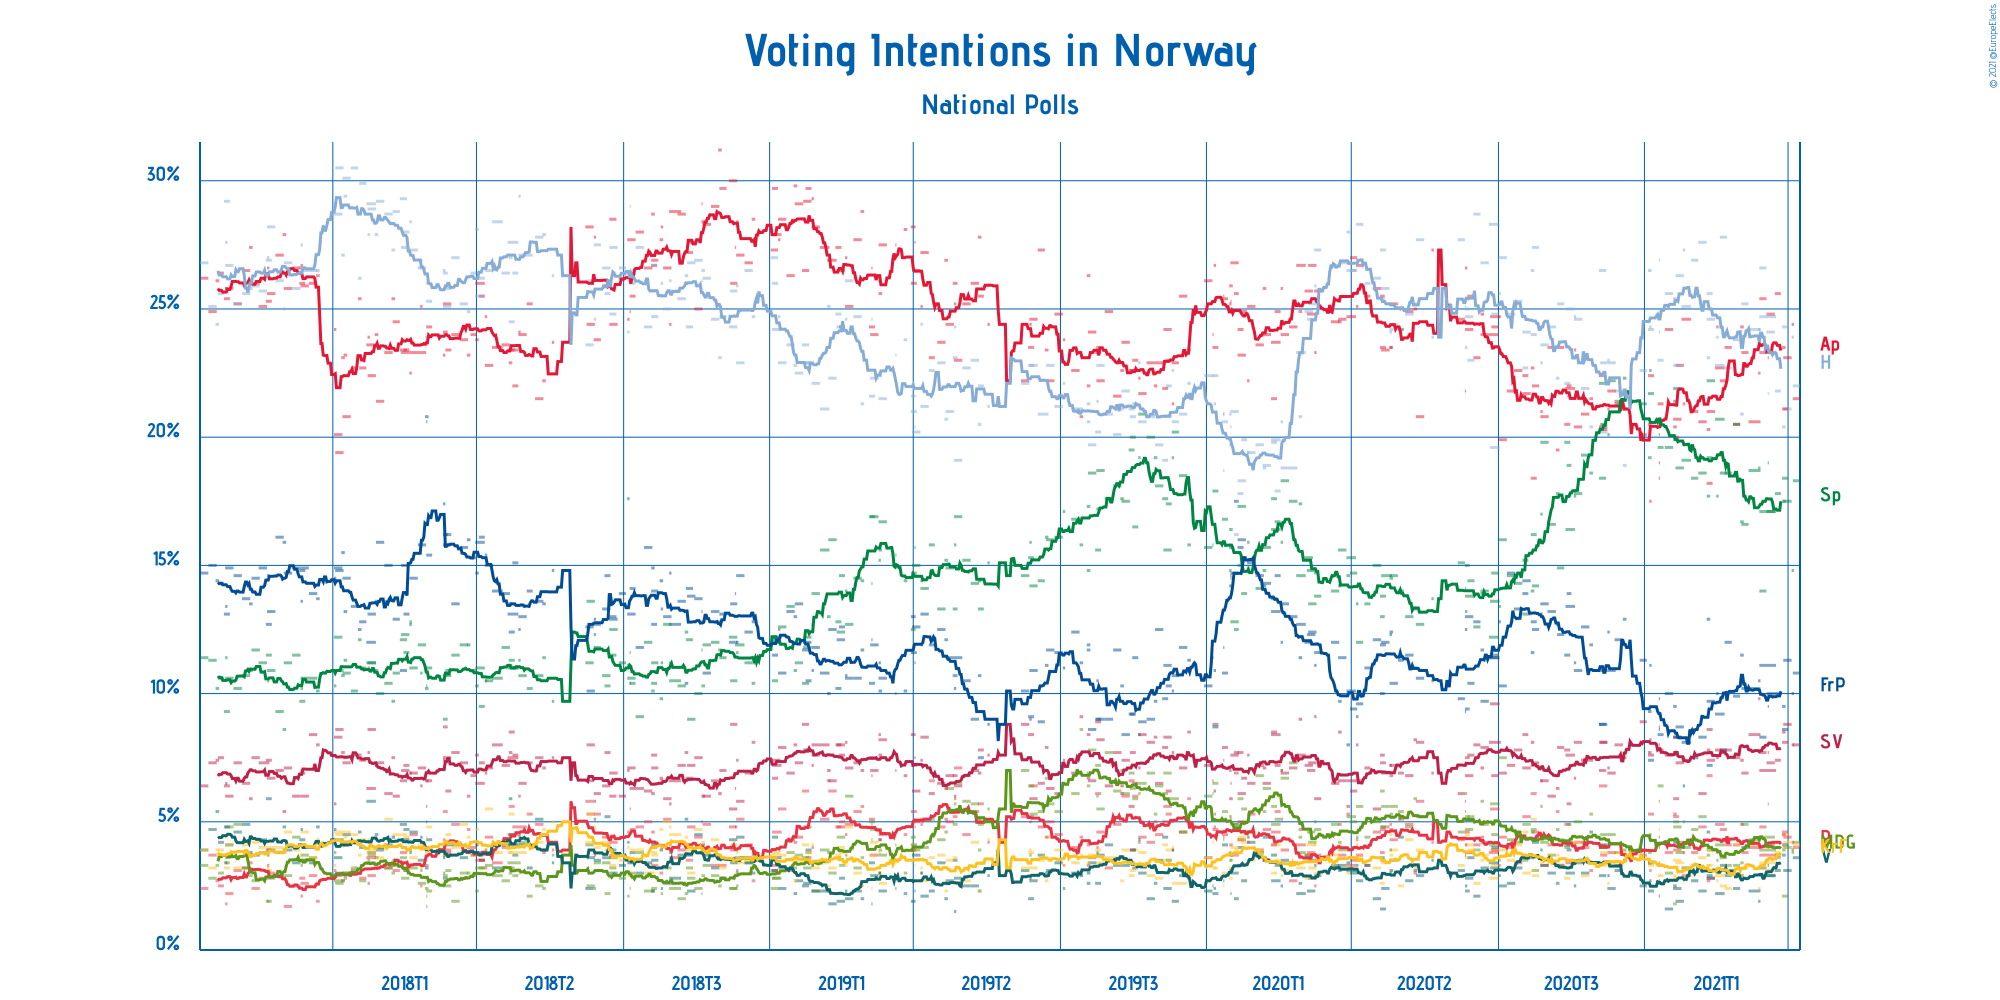 © 2021 @EuropeElects
Voting Intentions in Norway
National Polls
30%
25%
20%
15%
10%
5%
0%
Ap
H
Sp
FrP
SV
R
MDG
V
2018T1
2018T2
2018T3
2019T1
2019T2
2019T3
2020T1
2020T2
2020T3
2021T1